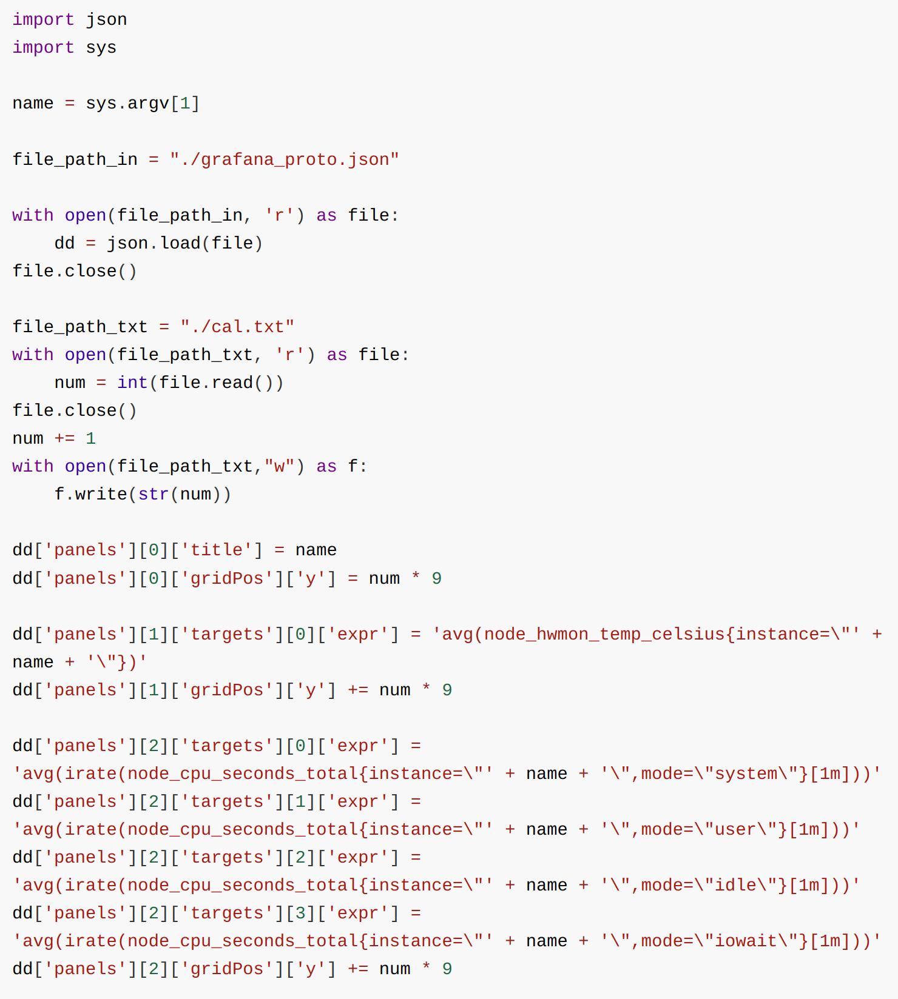 import json
import sys

name = sys.argv[1]

file_path_in = "./grafana_proto.json"

with open(file_path_in, 'r') as file:
    dd = json.load(file)
file.close()

file_path_txt = "./cal.txt"
with open(file_path_txt, 'r') as file:
    num = int(file.read())
file.close()
num += 1
with open(file_path_txt,"w") as f:
    f.write(str(num))

dd['panels'][0]['title'] = name
dd['panels'][0]['gridPos']['y'] = num * 9

dd['panels'][1]['targets'][0]['expr'] = 'avg(node_hwmon_temp_celsius{instance=\"' +
name + '\"})'
dd['panels'][1]['gridPos']['y'] += num * 9

dd['panels'][2]['targets'][0]['expr'] =
'avg(irate(node_cpu_seconds_total{instance=\"' + name + '\",mode=\"system\"}[1m]))'
dd['panels'][2]['targets'][1]['expr'] =
'avg(irate(node_cpu_seconds_total{instance=\"' + name + '\",mode=\"user\"}[1m]))'
dd['panels'][2]['targets'][2]['expr'] =
'avg(irate(node_cpu_seconds_total{instance=\"' + name + '\",mode=\"idle\"}[1m]))'
dd['panels'][2]['targets'][3]['expr'] =
'avg(irate(node_cpu_seconds_total{instance=\"' + name + '\",mode=\"iowait\"}[1m]))'
dd['panels'][2]['gridPos']['y'] += num * 9